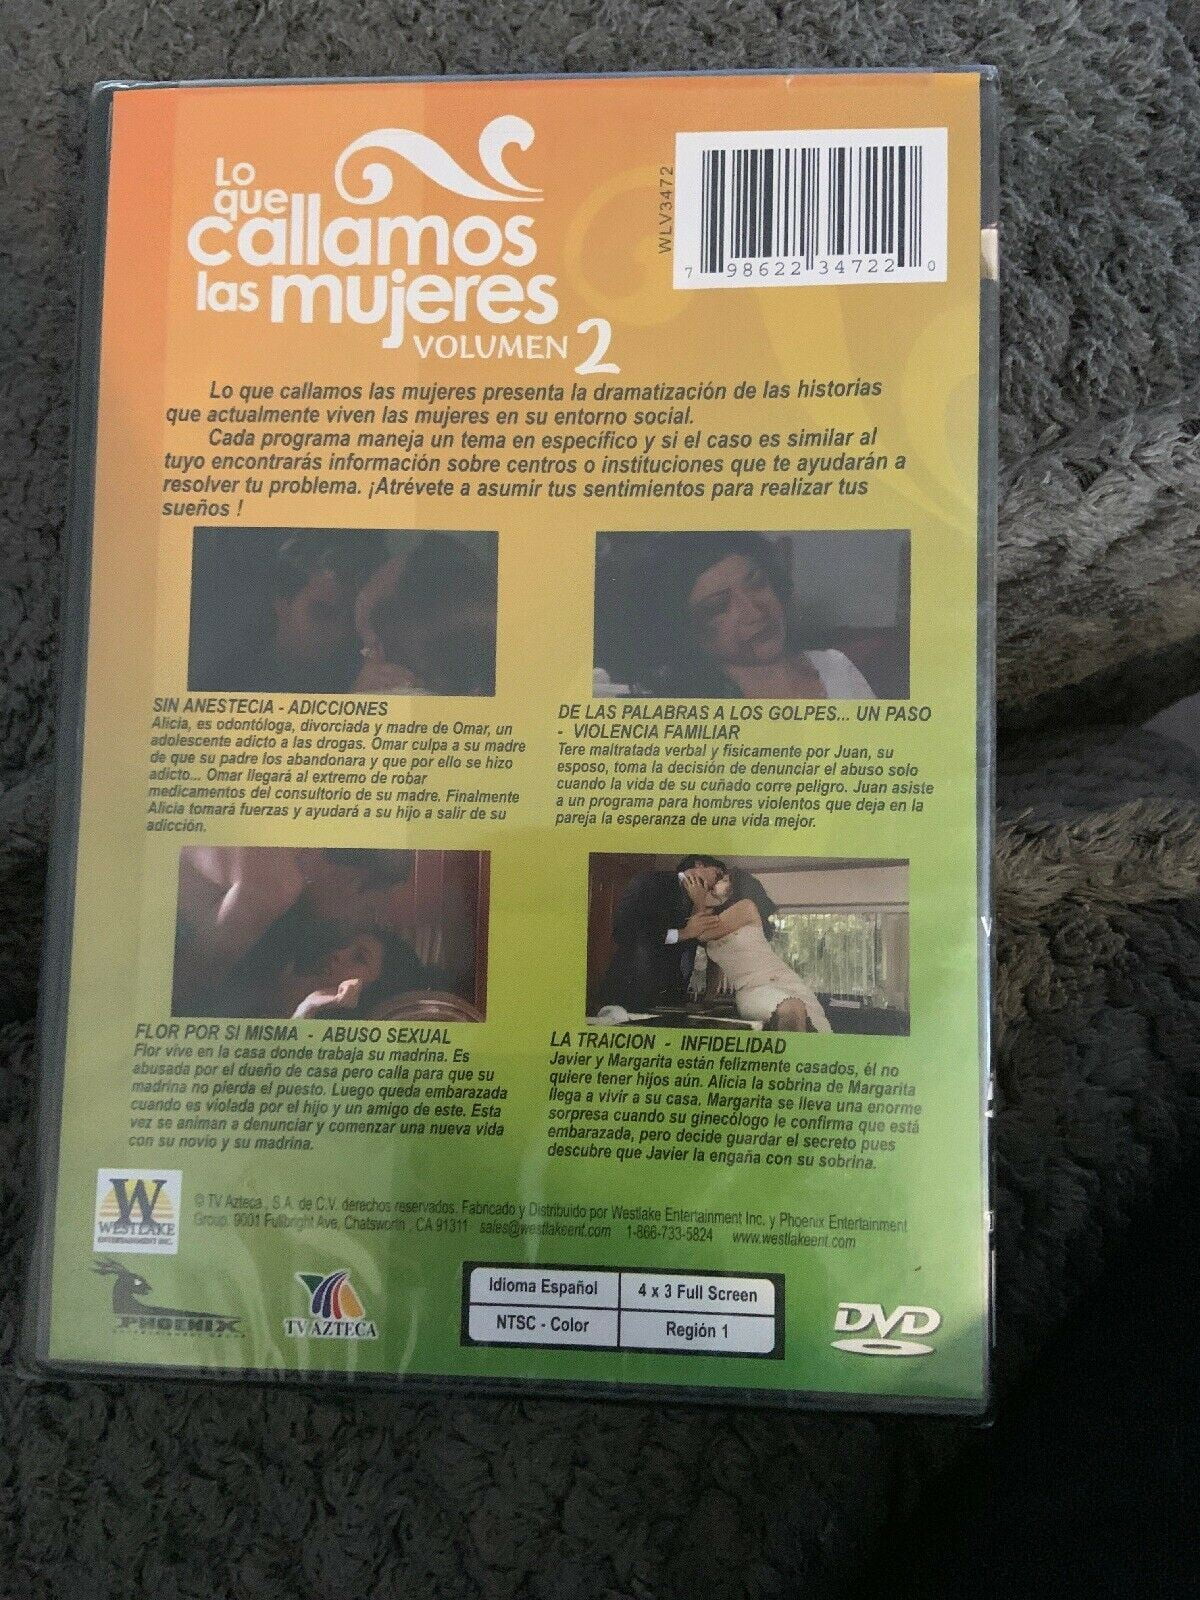 Lo
que
callamos
las mujeres
VOLUMEN 2
WLV3472
7 98622 34722 0
Lo que callamos las mujeres presenta la dramatización de las historias
que actualmente viven las mujeres en su entorno social.
Cada programa maneja un tema en específico y si el caso es similar al
tuyo encontrarás información sobre centros o instituciones que te ayudarán a
resolver tu problema. ¡Atrévete a asumir tus sentimientos para realizar tus
sueños !
SIN ANESTECIA - ADICCIONES
Alicia, es odontóloga, divorciada y madre de Omar, un
adolescente adicto a las drogas. Omar culpa a su madre
de que su padre los abandonara y que por ello se hizo
adicto... Omar llegará al extremo de robar
medicamentos del consultorio de su madre. Finalmente
Alicia tomará fuerzas y ayudará a su hijo a salir de su
adicción.
DE LAS PALABRAS A LOS GOLPES... UN PASO
- VIOLENCIA FAMILIAR
Tere maltratada verbal y físicamente por Juan, su
esposo, toma la decisión de denunciar el abuso solo
cuando la vida de su cuñado corre peligro. Juan asiste
a un programa para hombres violentos que deja en la
pareja la esperanza de una vida mejor.
FLOR POR SI MISMA - ABUSO SEXUAL
Flor vive en la casa donde trabaja su madrina. Es
abusada por el dueño de casa pero calla para que su
madrina no pierda el puesto. Luego queda embarazada
cuando es violada por el hijo y un amigo de este. Esta
vez se animan a denunciar y comenzar una nueva vida
con su novio y su madrina.
LA TRAICION - INFIDELIDAD
Javier y Margarita están felizmente casados, él no
quiere tener hijos aún. Alicia la sobrina de Margarita
llega a vivir a su casa. Margarita se lleva una enorme
sorpresa cuando su ginecólogo le confirma que está
embarazada, pero decide guardar el secreto pues
descubre que Javier la engaña con su sobrina.
W
WESTLAKE
ENTERTAINMENT INC.
© TV Azteca, S.A. de C.V. derechos reservados. Fabricado y Distribuido por Westlake Entertainment Inc. y Phoenix Entertainment
Group. 9001 Fullbright Ave, Chatsworth, CA 91311 sales@westlakeent.com 1-866-733-5824 www.westlakeent.com
PHOENIX
TV AZTECA
Idioma Español
4 x 3 Full Screen
NTSC - Color
Región 1
DVD